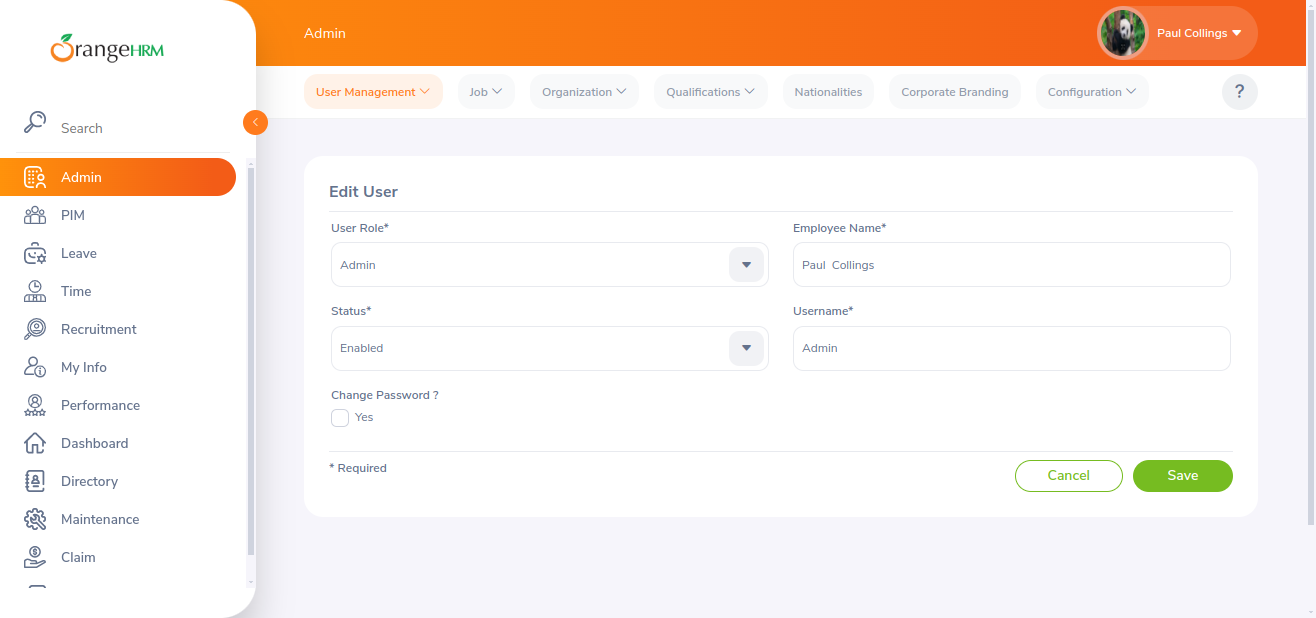 OrangeHRM
Admin
Paul Collings
User Management
Job
Organization
Qualifications
Nationalities
Corporate Branding
Configuration
?
Search
Admin
PIM
Leave
Time
Recruitment
My Info
Performance
Dashboard
Directory
Maintenance
Claim
Edit User
User Role*
Admin
Employee Name*
Paul  Collings
Status*
Enabled
Username*
Admin
Change Password ?
Yes
* Required
Cancel
Save